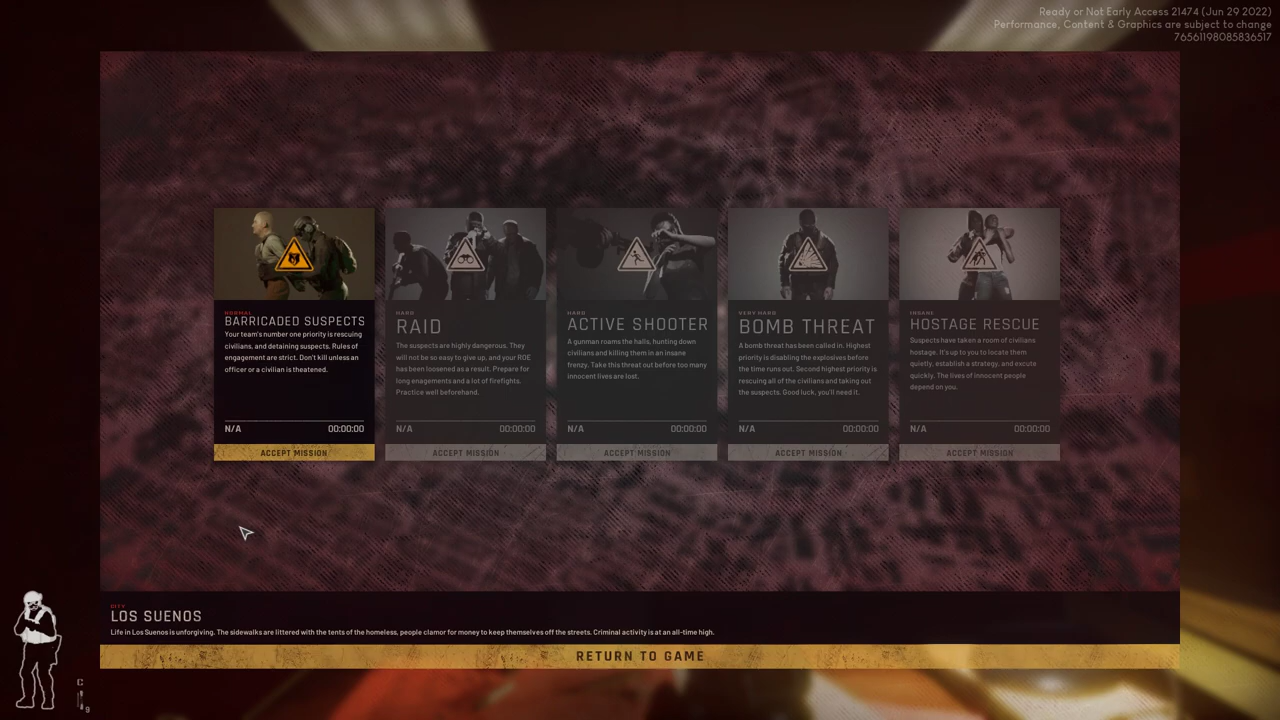 Ready or Not Early Access 21474 (Jun 29 2022)
Performance, Content & Graphics are subject to change
76561198085836517
NORMAL
BARRICADED SUSPECTS
Your team's number one priority is rescuing
civilians, and detaining suspects. Rules of
engagement are strict. Don't kill unless an
officer or a civilian is theatened.
N/A 00:00:00
ACCEPT MISSION
HARD
RAID
The suspects are highly dangerous. They
will not be so easy to give up, and your ROE
has been loosened as a result. Prepare for
long enagements and a lot of firefights.
Practice well beforehand.
N/A 00:00:00
ACCEPT MISSION
HARD
ACTIVE SHOOTER
A gunman roams the halls, hunting down
civilians and killing them in an insane
frenzy. Take this threat out before too many
innocent lives are lost.
N/A 00:00:00
ACCEPT MISSION
VERY HARD
BOMB THREAT
A bomb threat has been called in. Highest
priority is disabling the explosives before
the time runs out. Second highest priority is
rescuing all of the civilians and taking out
the suspects. Good luck, you'll need it.
N/A 00:00:00
ACCEPT MISSION
INSANE
HOSTAGE RESCUE
Suspects have taken a room of civilians
hostage. It's up to you to locate them
quietly, establish a strategy, and excute
quickly. The lives of innocent people
depend on you.
N/A 00:00:00
ACCEPT MISSION
CITY
LOS SUENOS
Life in Los Suenos is unforgiving. The sidewalks are littered with the tents of the homeless, people clamor for money to keep themselves off the streets. Criminal activity is at an all-time high.
RETURN TO GAME
C
9